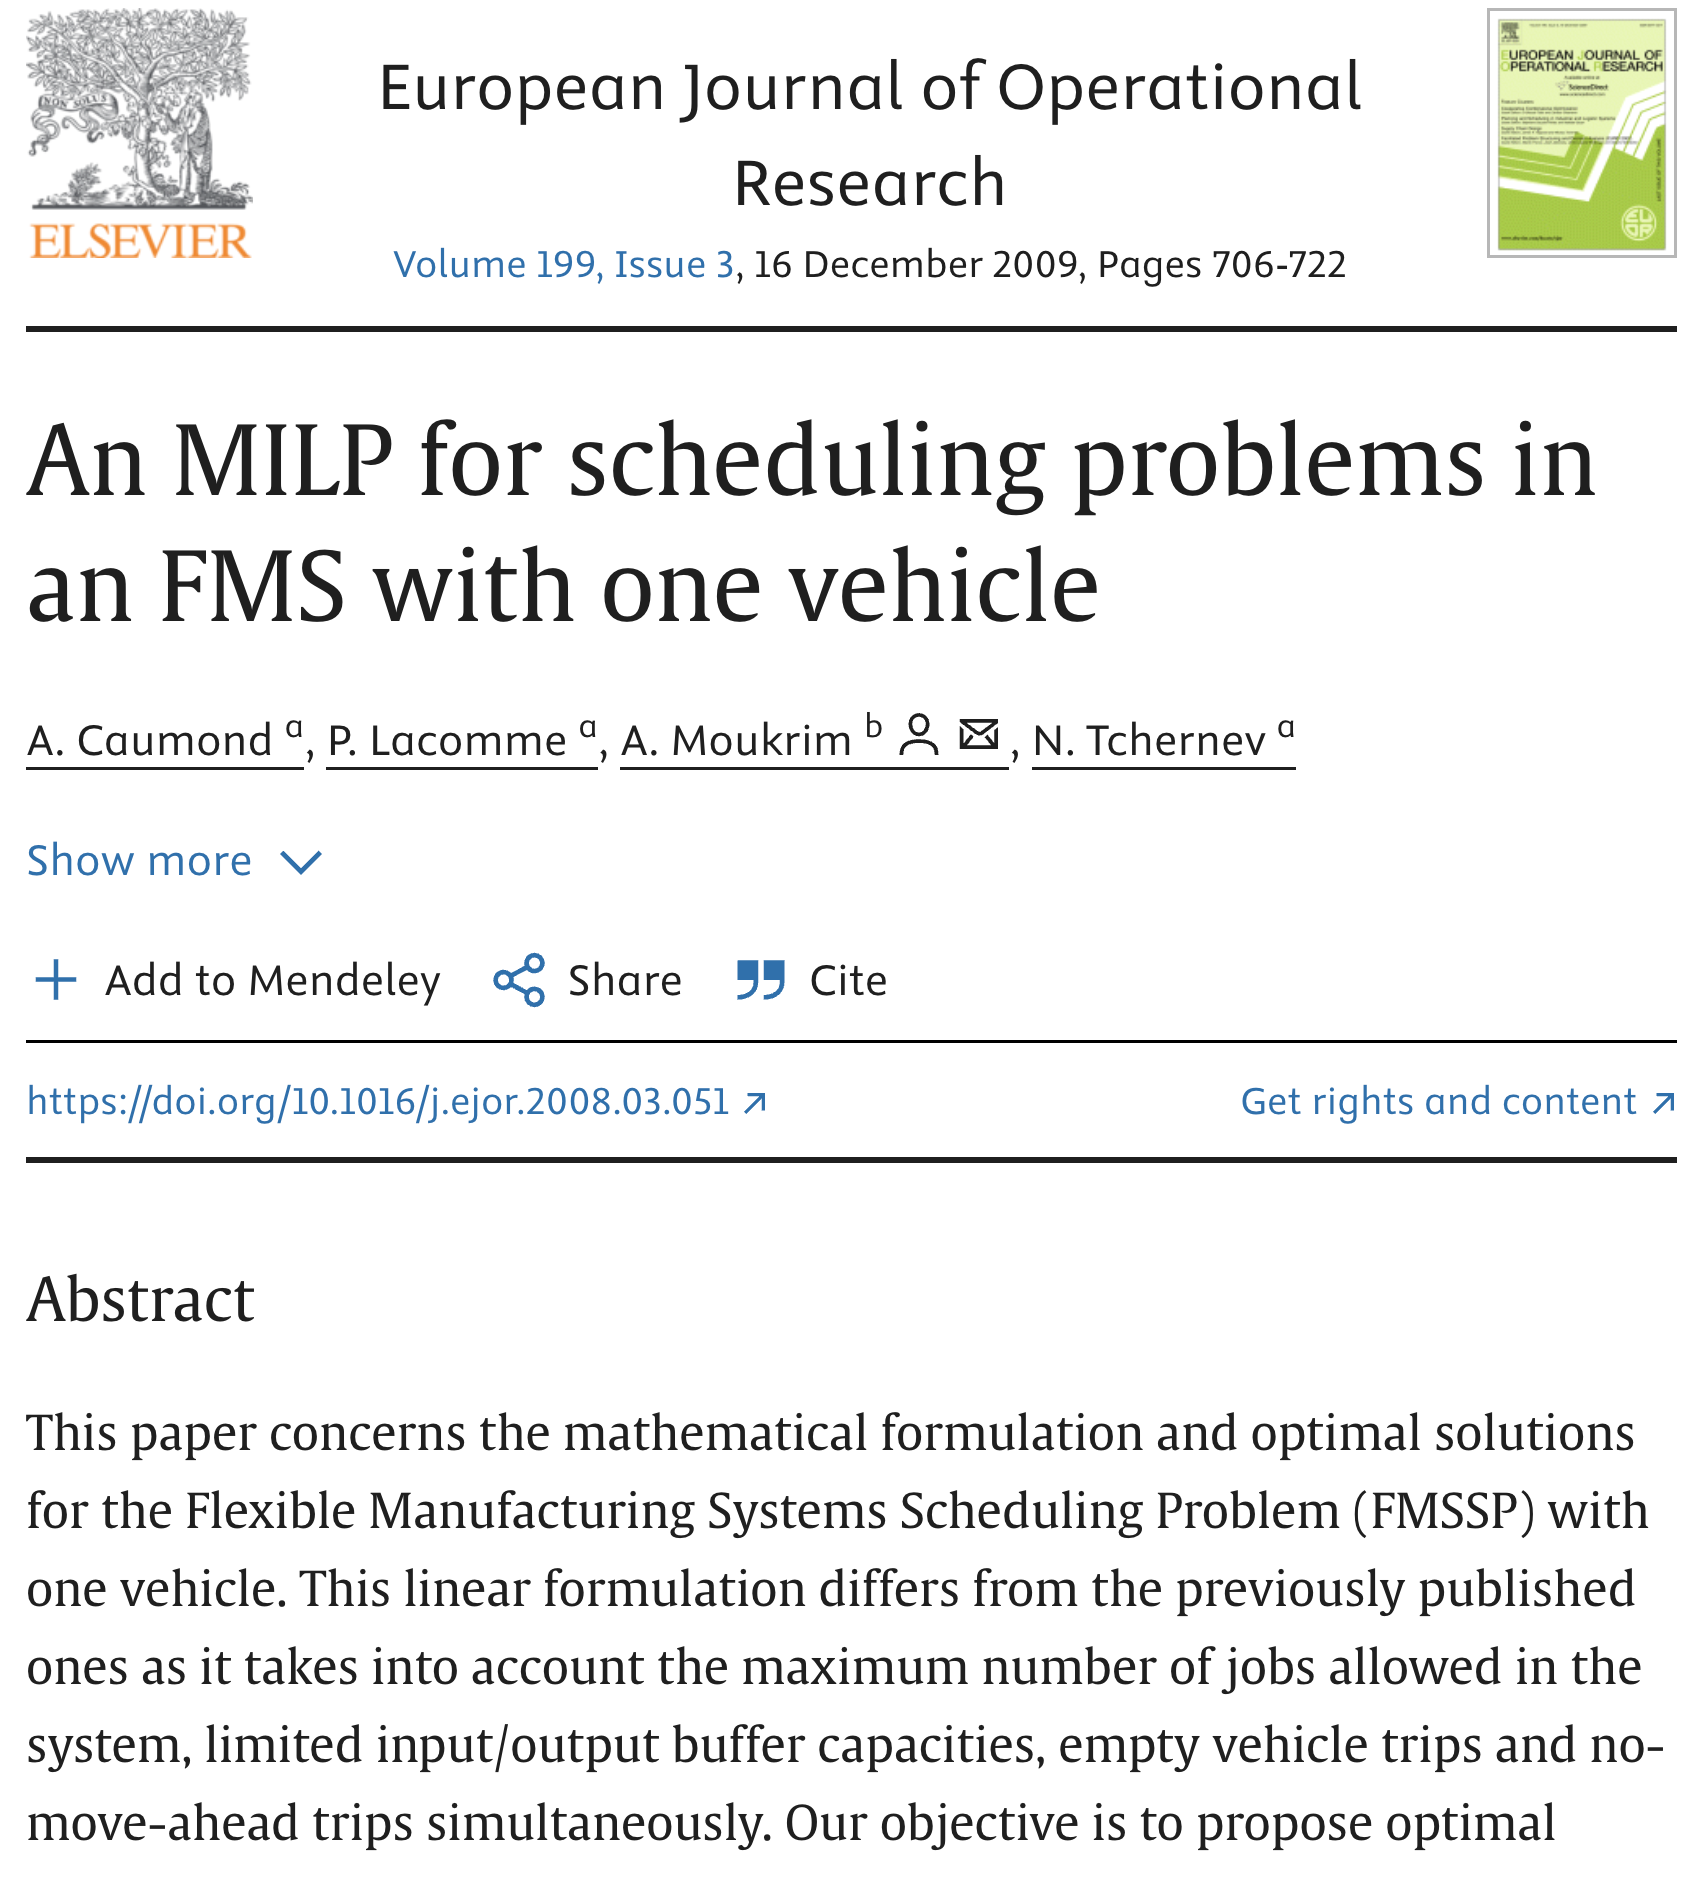 NON SOLUS
ELSEVIER
European Journal of Operational
Research
Volume 199, Issue 3, 16 December 2009, Pages 706-722
EUROPEAN JOURNAL OF
OPERATIONAL RESEARCH
ScienceDirect
An MILP for scheduling problems in
an FMS with one vehicle
A. Caumond a, P. Lacomme a, A. Moukrim b, N. Tchernev a
Show more
Add to Mendeley Share Cite
https://doi.org/10.1016/j.ejor.2008.03.051 Get rights and content
Abstract
This paper concerns the mathematical formulation and optimal solutions
for the Flexible Manufacturing Systems Scheduling Problem (FMSSP) with
one vehicle. This linear formulation differs from the previously published
ones as it takes into account the maximum number of jobs allowed in the
system, limited input/output buffer capacities, empty vehicle trips and no-
move-ahead trips simultaneously. Our objective is to propose optimal